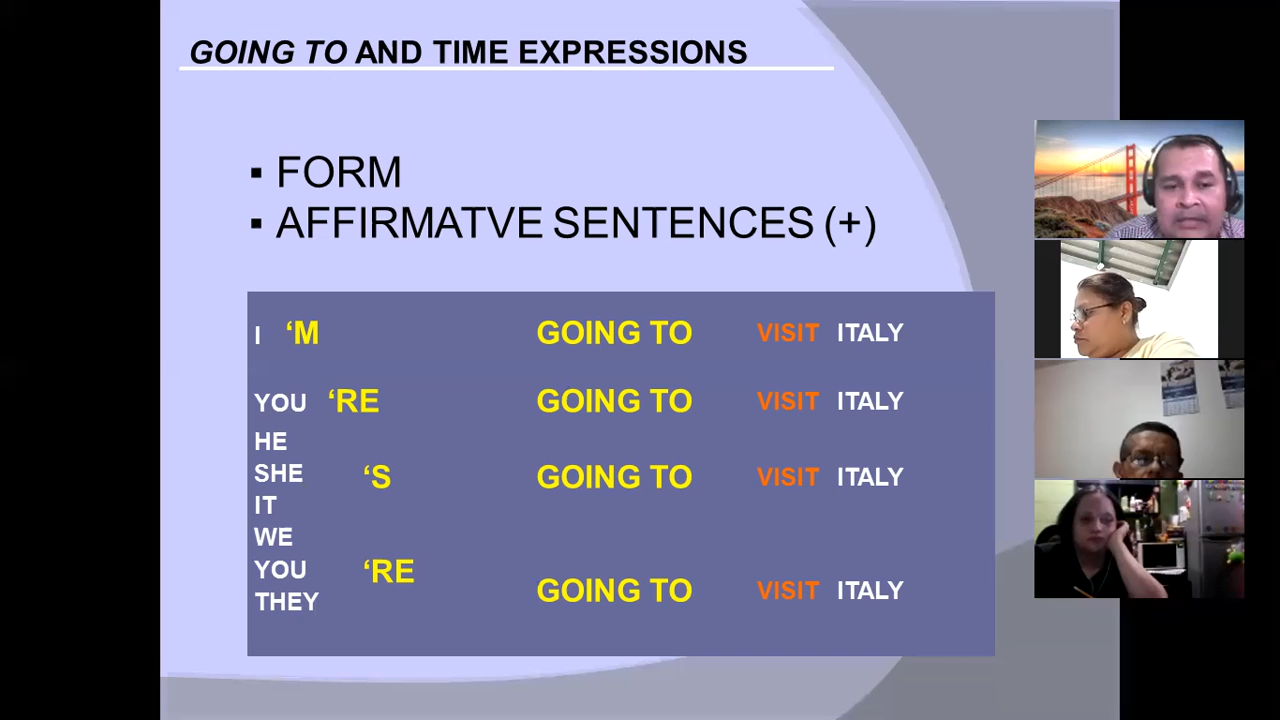 GOING TO AND TIME EXPRESSIONS
▪ FORM
▪ AFFIRMATVE SENTENCES (+)
I ‘M GOING TO VISIT ITALY
YOU ‘RE GOING TO VISIT ITALY
HE
SHE ‘S GOING TO VISIT ITALY
IT
WE
YOU ‘RE
THEY GOING TO VISIT ITALY